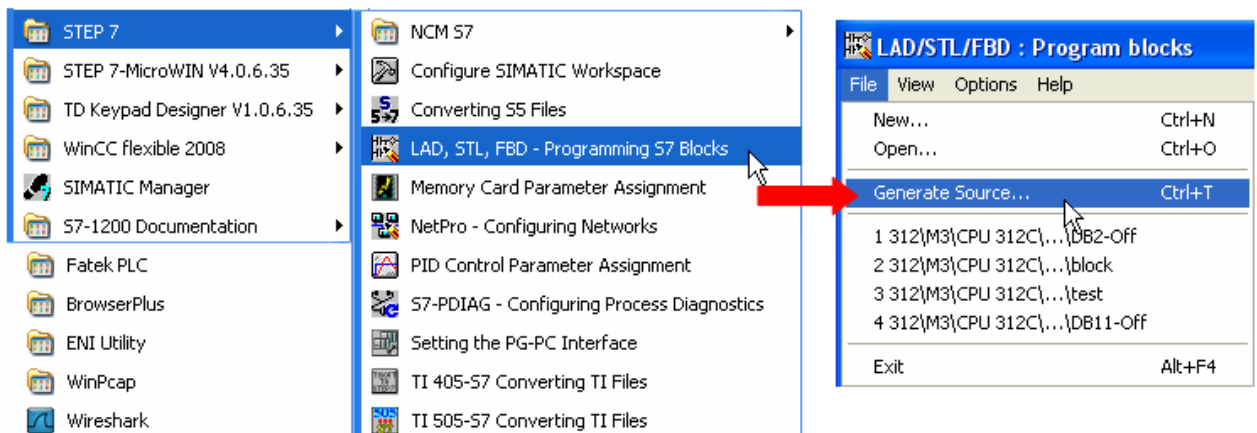 STEP 7
STEP 7-MicroWIN V4.0.6.35
TD Keypad Designer V1.0.6.35
WinCC flexible 2008
SIMATIC Manager
S7-1200 Documentation
Fatek PLC
BrowserPlus
ENI Utility
WinPcap
Wireshark
NCM S7
Configure SIMATIC Workspace
Converting S5 Files
LAD, STL, FBD - Programming S7 Blocks
Memory Card Parameter Assignment
NetPro - Configuring Networks
PID Control Parameter Assignment
S7-PDIAG - Configuring Process Diagnostics
Setting the PG-PC Interface
TI 405-S7 Converting TI Files
TI 505-S7 Converting TI Files
LAD/STL/FBD : Program blocks
File View Options Help
New... Ctrl+N
Open... Ctrl+O
Generate Source... Ctrl+T
1 312\M3\CPU 312C\...\DB2-Off
2 312\M3\CPU 312C\...\block
3 312\M3\CPU 312C\...\test
4 312\M3\CPU 312C\...\DB11-Off
Exit Alt+F4